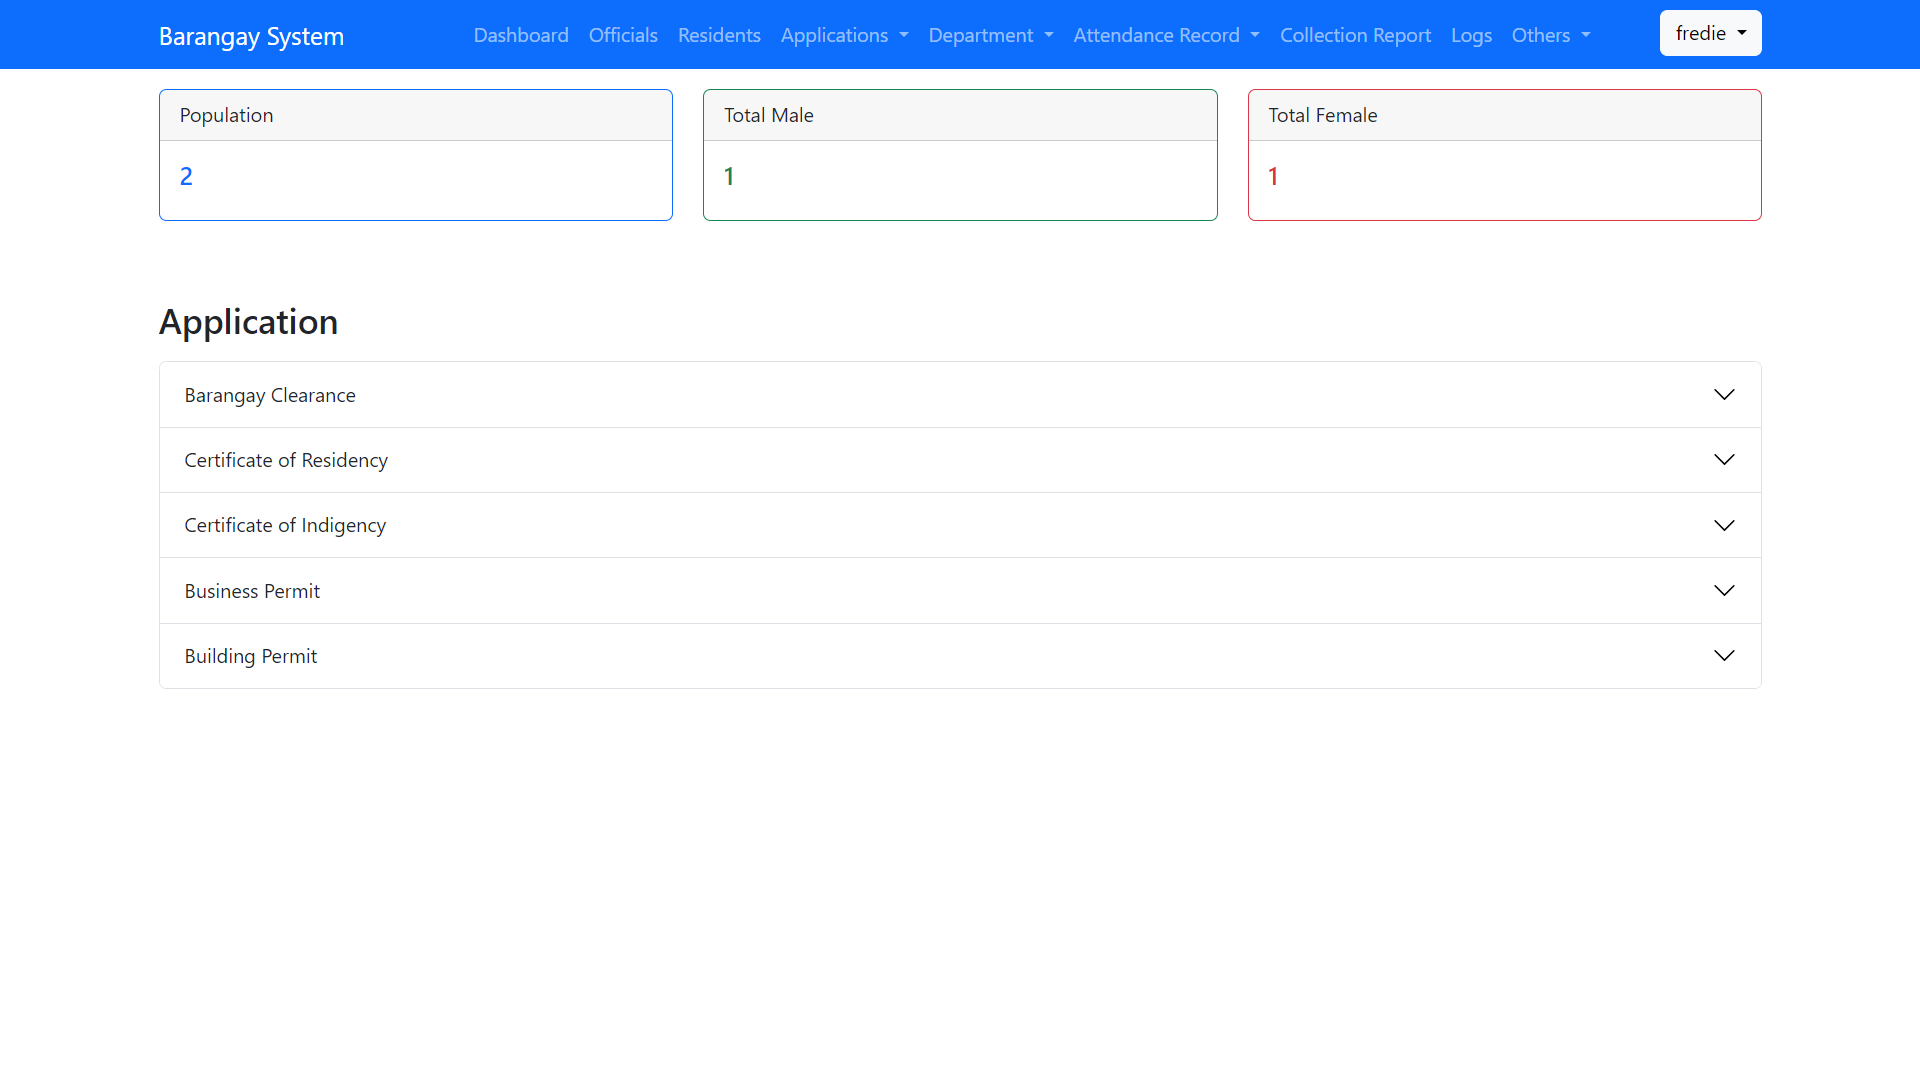 Barangay System Dashboard Officials Residents Applications Department Attendance Record Collection Report Logs Others fredie
Population
2
Total Male
1
Total Female
1
Application
Barangay Clearance
Certificate of Residency
Certificate of Indigency
Business Permit
Building Permit